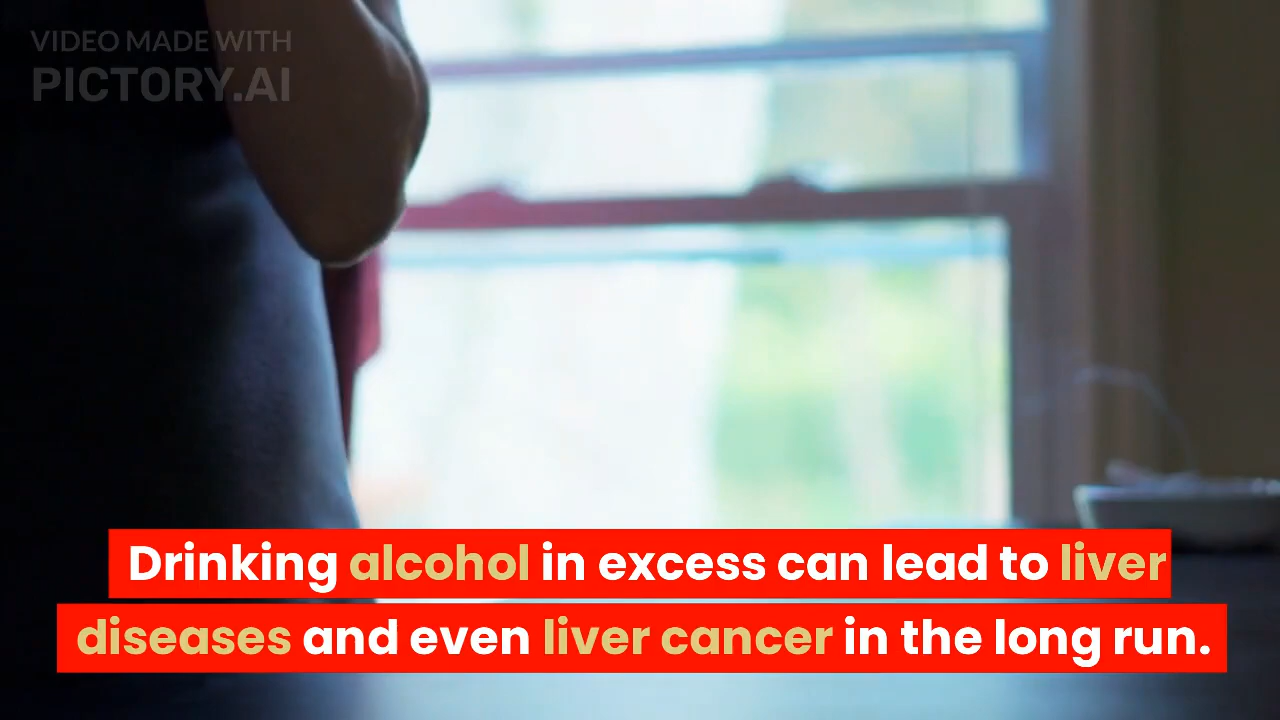 VIDEO MADE WITH
PICTORY.AI
Drinking alcohol in excess can lead to liver
diseases and even liver cancer in the long run.